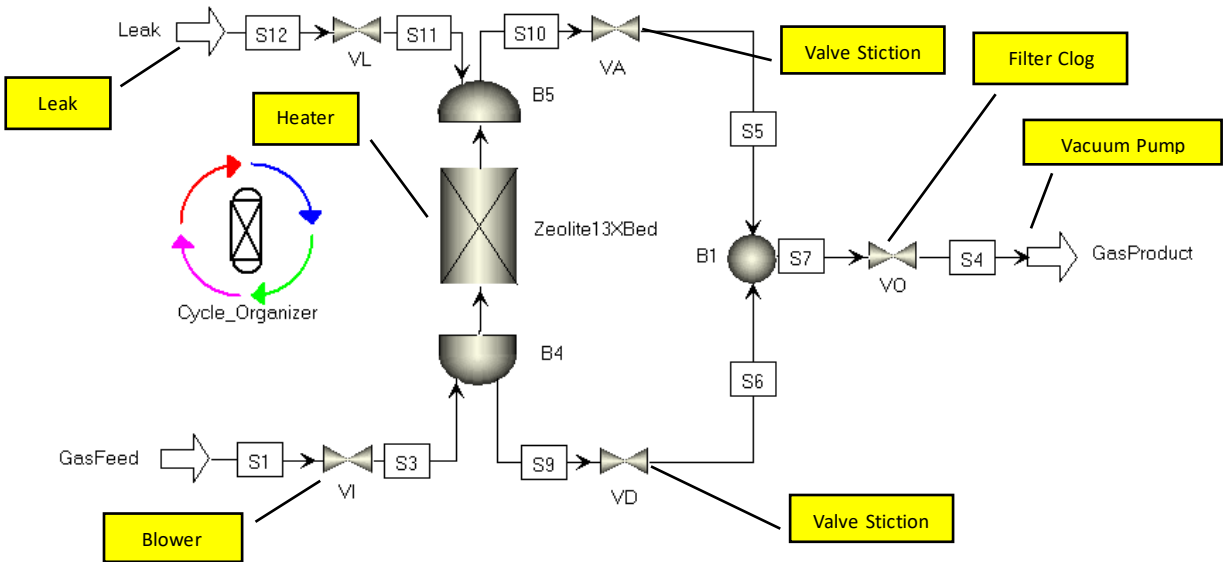 Leak
S12
VL
S11
S10
VA
Valve Stiction
Filter Clog
Leak
Heater
B5
S5
Vacuum Pump
Zeolite13XBed
B1
S7
VO
S4
GasProduct
Cycle_Organizer
B4
S6
GasFeed
S1
VI
S3
S9
VD
Blower
Valve Stiction